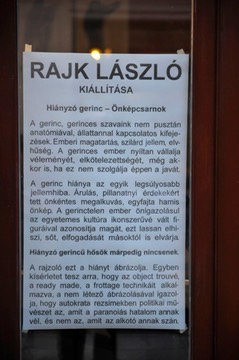 RAJK LÁSZLÓ
KIÁLLÍTÁSA
Hiányzó gerinc – Önképcsarnok
A gerinc, gerinces szavaink nem pusztán
anatómiával, állattannal kapcsolatos kifeje-
zések. Emberi magatartás, szilárd jellem, elv-
hűség. A gerinces ember nyíltan vállalja
véleményét, elkötelezettségét, még ak-
kor is, ha ez nem szolgálja éppen a javát.
A gerinc hiánya az egyik legsúlyosabb
jellemhiba. Árulás, pillanatnyi érdekekért
tett önkéntes megalkuvás, egyfajta hamis
önkép. A gerinctelen ember önigazolásul
az egyetemes kultúra ikonszerűvé vált fi-
guráival azonosítja magát, ezt lassan elhi-
szi, sőt, elfogadását másoktól is elvárja.
Hiányzó gerincű hősök márpedig nincsenek.
A rajzoló ezt a hiányt ábrázolja. Egyben
kísérletet tesz arra, hogy az object trouvé,
a ready made, a frottage technikáit alkal-
mazva, a nem létező ábrázolásával igazol-
ja, hogy autokrata rezsimekben politikai mű-
vészet az, amit a paranoiás hatalom annak
vél, és nem az, amit az alkotó annak szán.